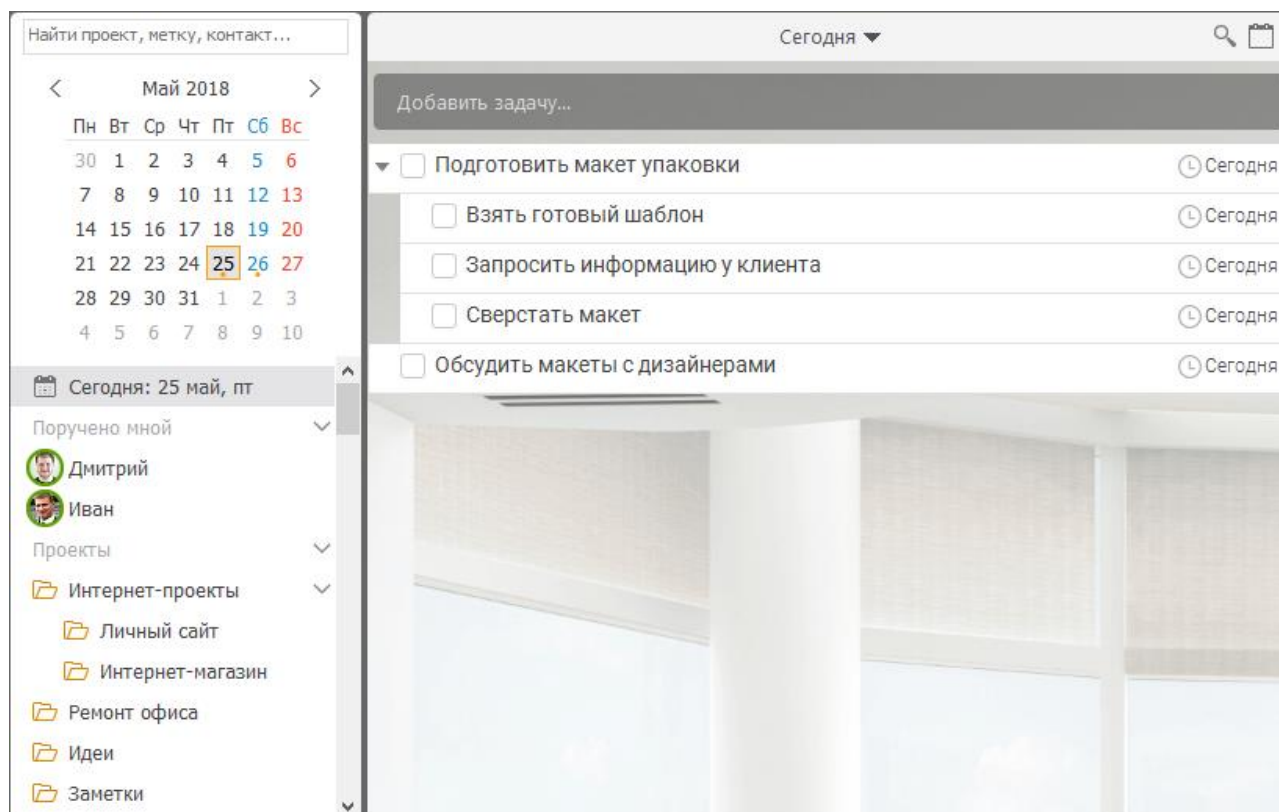 Найти проект, метку, контакт...
Май 2018
Пн Вт Ср Чт Пт Сб Вс
30 1 2 3 4 5 6
7 8 9 10 11 12 13
14 15 16 17 18 19 20
21 22 23 24 25 26 27
28 29 30 31 1 2 3
4 5 6 7 8 9 10
Сегодня: 25 май, пт
Поручено мной
Дмитрий
Иван
Проекты
Интернет-проекты
Личный сайт
Интернет-магазин
Ремонт офиса
Идеи
Заметки
Сегодня
Добавить задачу...
Подготовить макет упаковки Сегодня
Взять готовый шаблон Сегодня
Запросить информацию у клиента Сегодня
Сверстать макет Сегодня
Обсудить макеты с дизайнерами Сегодня